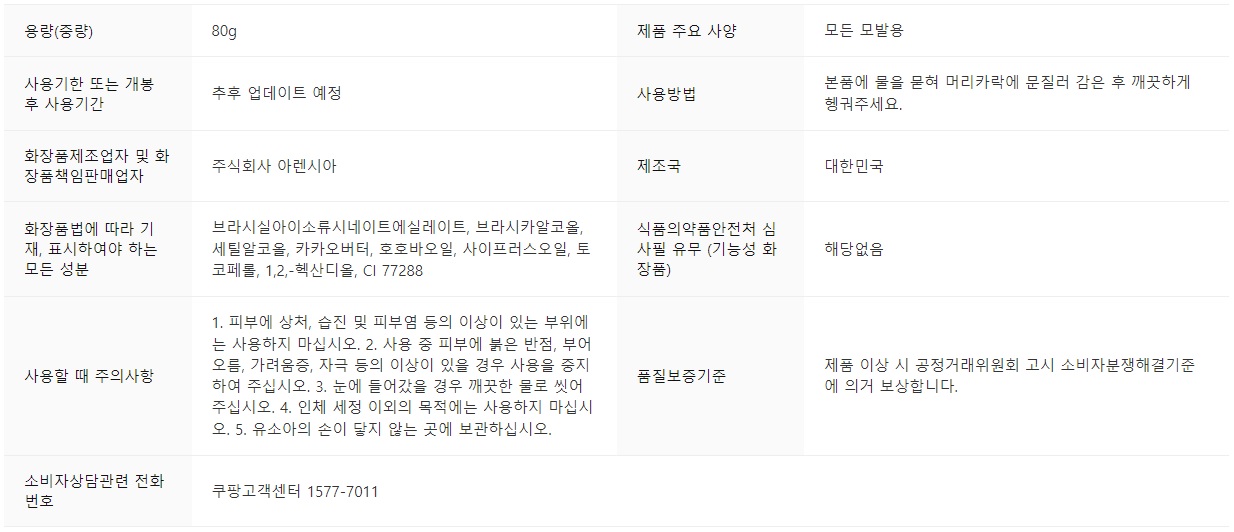 용량(중량)
80g
제품 주요 사양
모든 모발용
사용기한 또는 개봉
후 사용기간
추후 업데이트 예정
사용방법
본품에 물을 묻혀 머리카락에 문질러 감은 후 깨끗하게
헹궈주세요.
화장품제조업자 및 화
장품책임판매업자
주식회사 아렌시아
제조국
대한민국
화장품법에 따라 기
재, 표시하여야 하는
모든 성분
브라시실아이소류시네이트에실레이트, 브라시카알코올,
세틸알코올, 카카오버터, 호호바오일, 사이프러스오일, 토
코페롤, 1,2,-헥산디올, CI 77288
식품의약품안전처 심
사필 유무 (기능성 화
장품)
해당없음
사용할 때 주의사항
1. 피부에 상처, 습진 및 피부염 등의 이상이 있는 부위에
는 사용하지 마십시오. 2. 사용 중 피부에 붉은 반점, 부어
오름, 가려움증, 자극 등의 이상이 있을 경우 사용을 중지
하여 주십시오. 3. 눈에 들어갔을 경우 깨끗한 물로 씻어
주십시오. 4. 인체 세정 이외의 목적에는 사용하지 마십시
오. 5. 유소아의 손이 닿지 않는 곳에 보관하십시오.
품질보증기준
제품 이상 시 공정거래위원회 고시 소비자분쟁해결기준
에 의거 보상합니다.
소비자상담관련 전화
번호
쿠팡고객센터 1577-7011